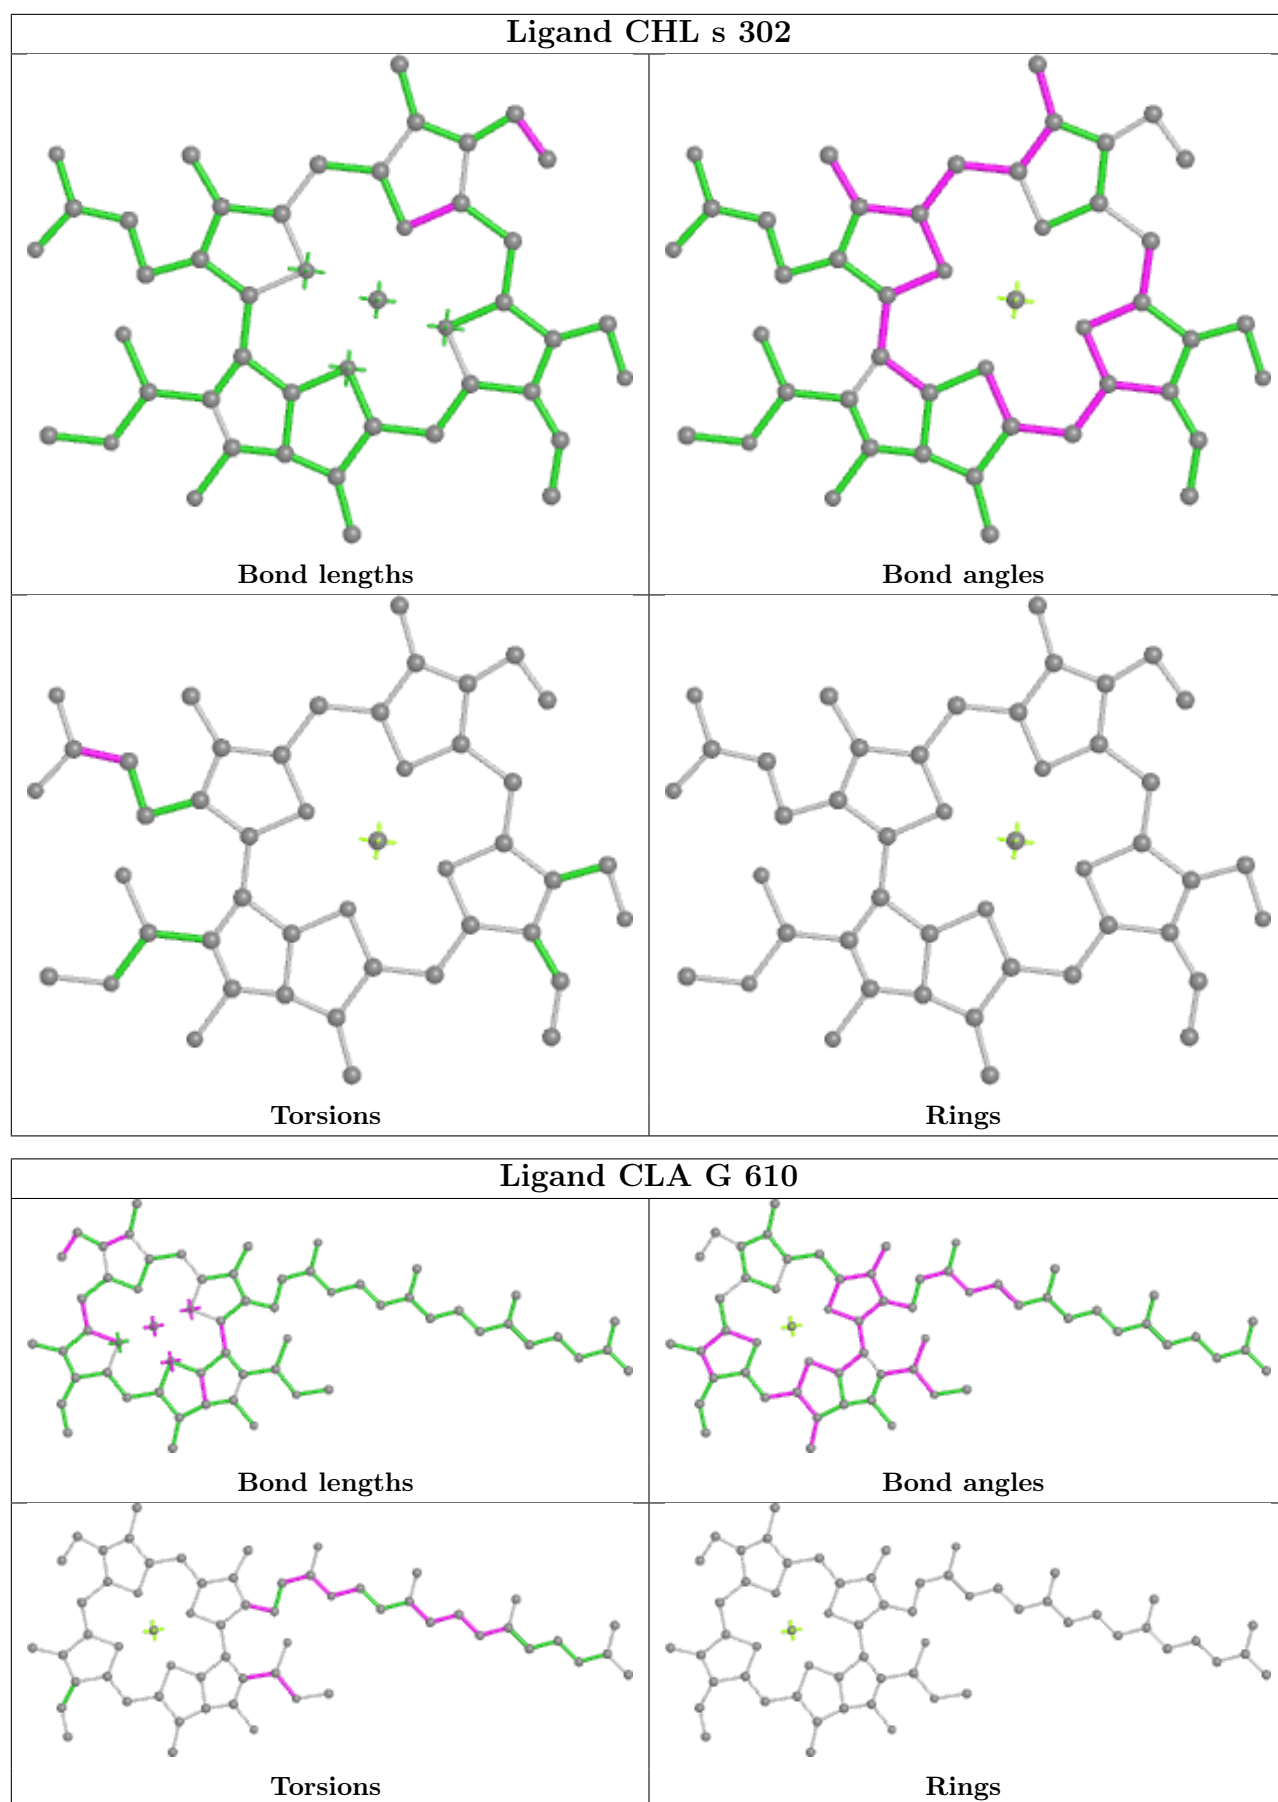 Ligand CHL s 302
Bond lengths
Bond angles
Torsions
Rings
Ligand CLA G 610
Bond lengths
Bond angles
Torsions
Rings